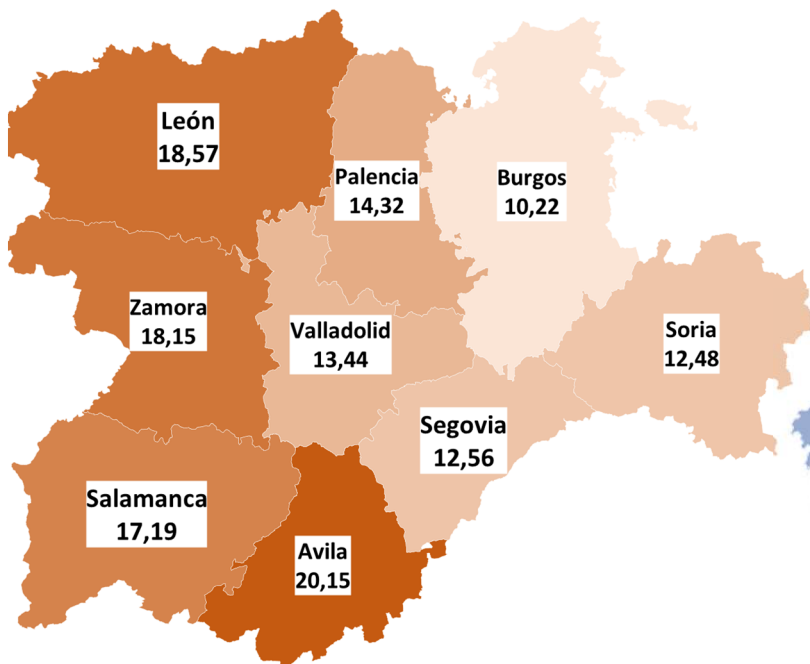 León
18,57
Palencia
14,32
Burgos
10,22
Zamora
18,15
Valladolid
13,44
Soria
12,48
Segovia
12,56
Salamanca
17,19
Avila
20,15